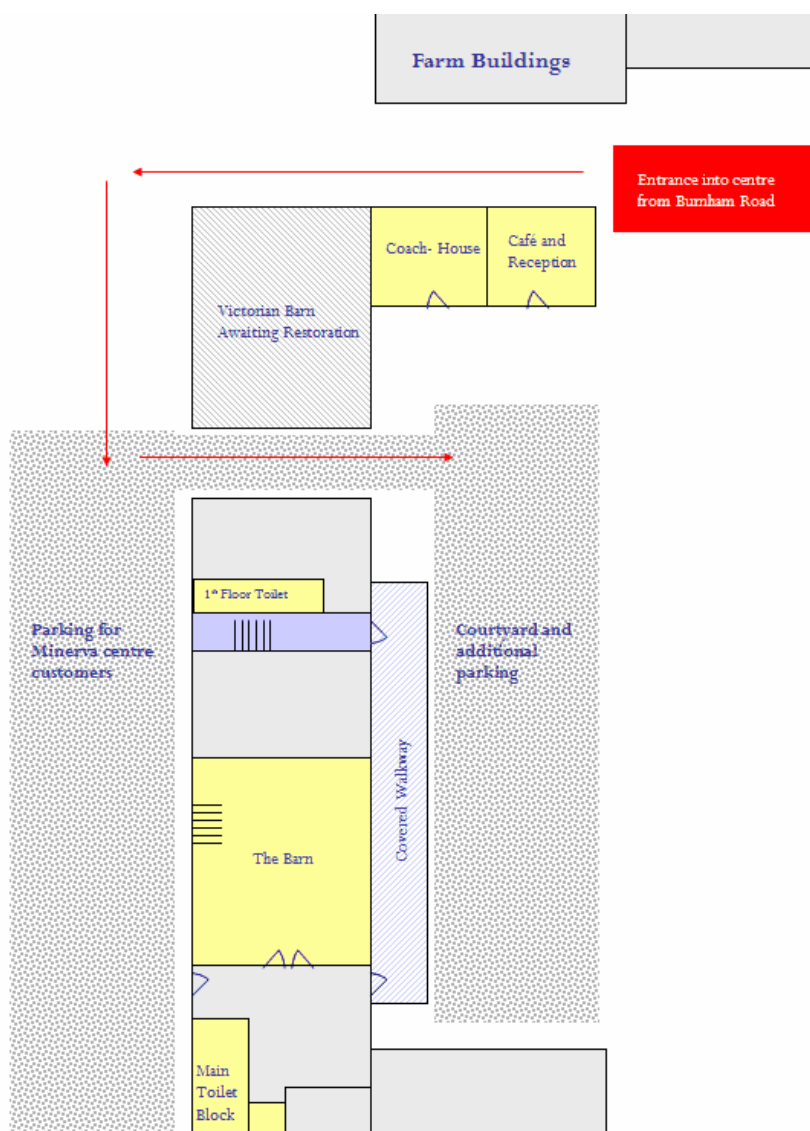 Farm Buildings
Entrance into centre
from Burnham Road
Coach- House
Café and
Reception
Victorian Barn
Awaiting Restoration
1st Floor Toilet
Parking for
Minerva centre
customers
Courtyard and
additional
parking
Covered Walkway
The Barn
Main
Toilet
Block